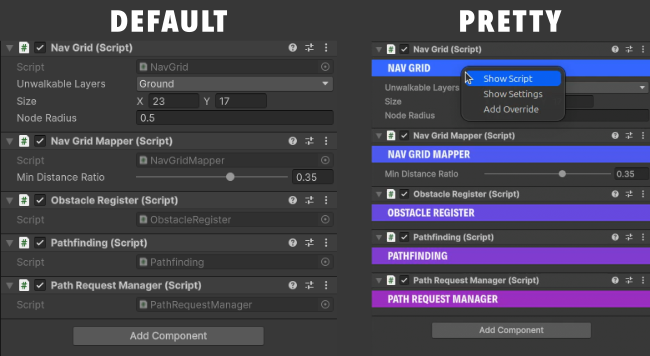 DEFAULT
Nav Grid (Script)
Script NavGrid
Unwalkable Layers Ground
Size X 23 Y 17
Node Radius 0.5
Nav Grid Mapper (Script)
Script NavGridMapper
Min Distance Ratio 0.35
Obstacle Register (Script)
Script ObstacleRegister
Pathfinding (Script)
Script Pathfinding
Path Request Manager (Script)
Script PathRequestManager
Add Component
PRETTY
Nav Grid (Script)
NAV GRID
Show Script
Show Settings
Add Override
Unwalkable Layers
Size
Node Radius
Nav Grid Mapper (Script)
NAV GRID MAPPER
Min Distance Ratio 0.35
Obstacle Register (Script)
OBSTACLE REGISTER
Pathfinding (Script)
PATHFINDING
Path Request Manager (Script)
PATH REQUEST MANAGER
Add Component